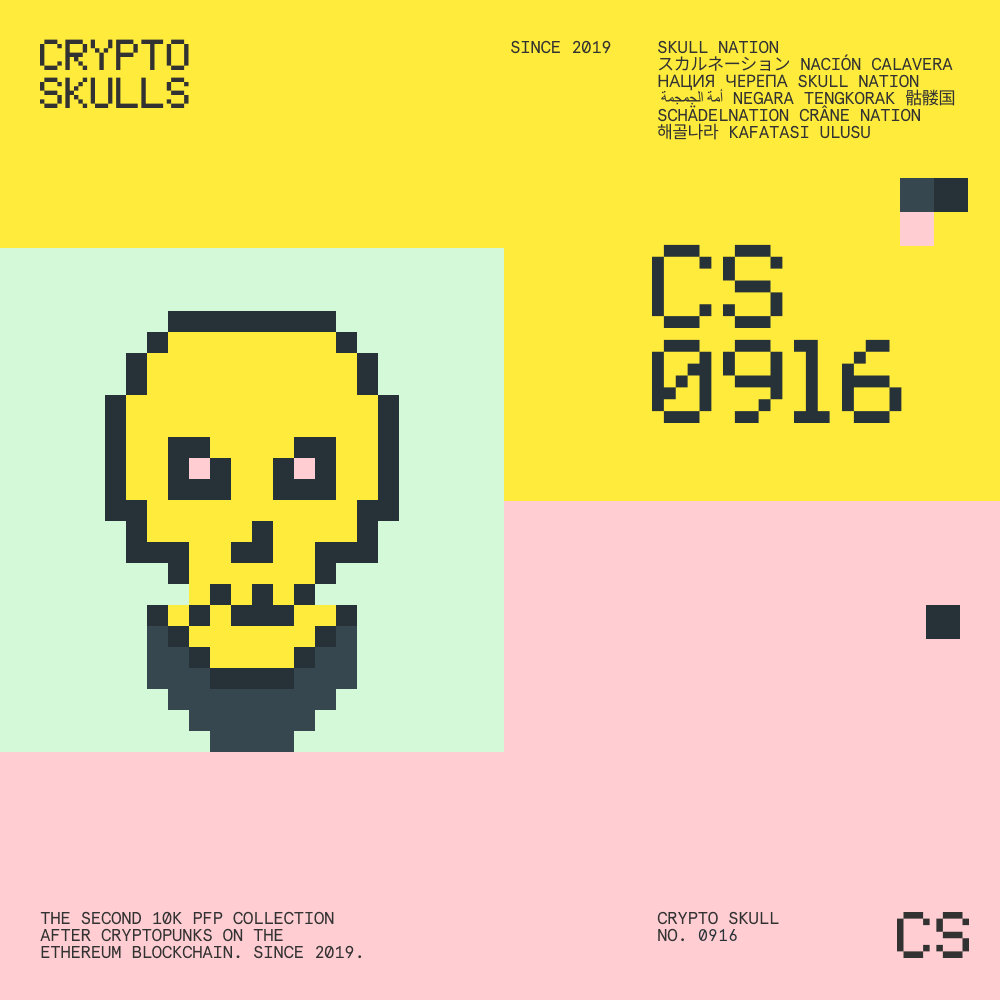 CRYPTO
SKULLS
SINCE 2019
SKULL NATION
スカルネーション NACIÓN CALAVERA
НАЦИЯ ЧЕРЕПА SKULL NATION
أمة الجمجمة NEGARA TENGKORAK 骷髅国
SCHÄDELNATION CRÂNE NATION
해골나라 KAFATASI ULUSU
CS
0916
THE SECOND 10K PFP COLLECTION
AFTER CRYPTOPUNKS ON THE
ETHEREUM BLOCKCHAIN. SINCE 2019.
CRYPTO SKULL
NO. 0916
CS